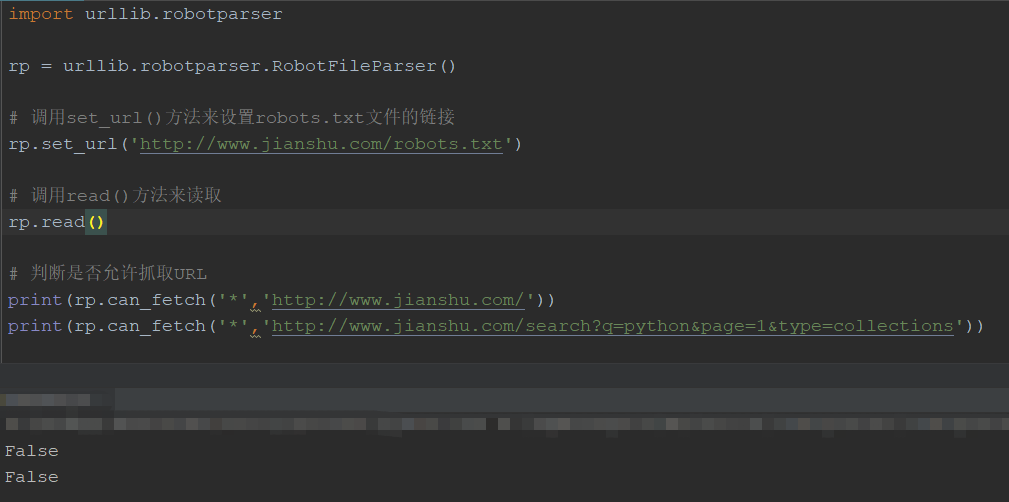 import urllib.robotparser
rp = urllib.robotparser.RobotFileParser()
# 调用set_url()方法来设置robots.txt文件的链接
rp.set_url('http://www.jianshu.com/robots.txt')
# 调用read()方法来读取
rp.read()
# 判断是否允许抓取URL
print(rp.can_fetch('*','http://www.jianshu.com/'))
print(rp.can_fetch('*','http://www.jianshu.com/search?q=python&page=1&type=collections'))
False
False